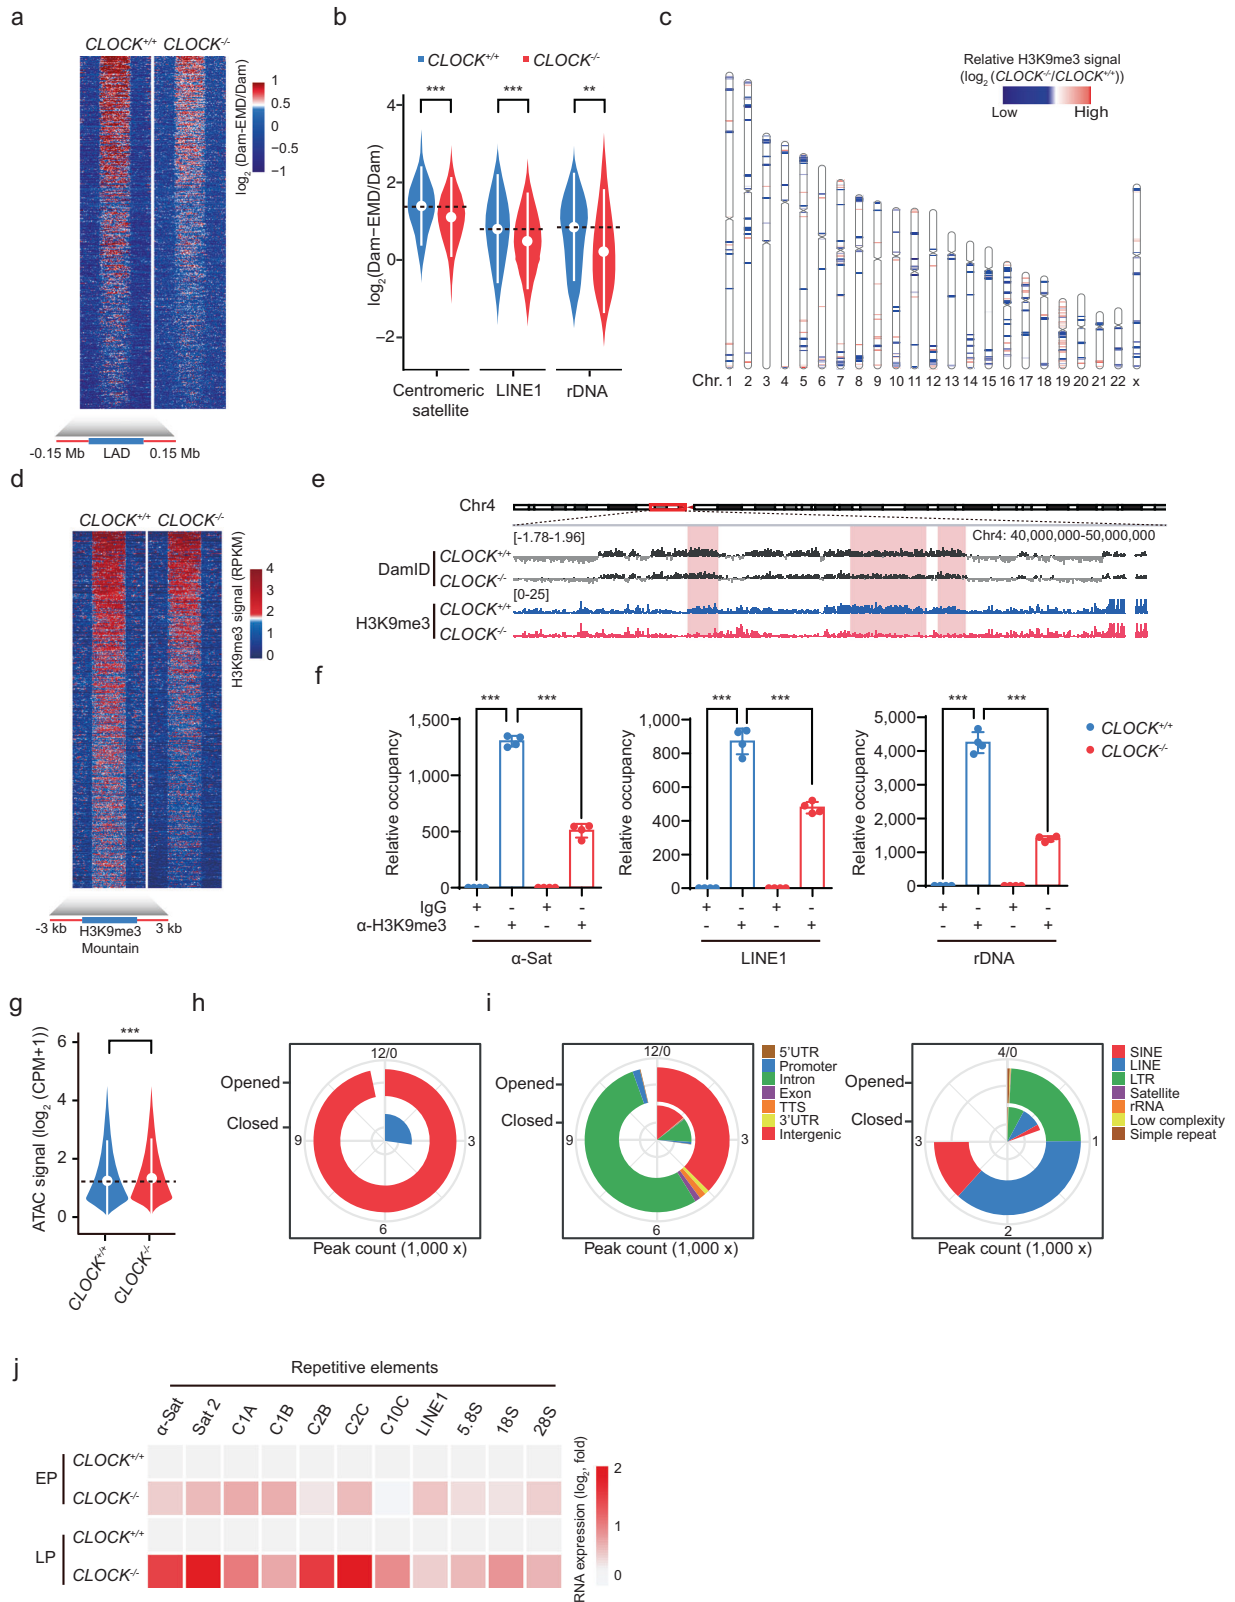 a
CLOCK+/+ CLOCK-/-
log2 (Dam-EMD/Dam)
1
0.5
0
−0.5
−1
-0.15 Mb LAD 0.15 Mb
b
CLOCK+/+ CLOCK-/-
*** *** **
log2(Dam−EMD/Dam)
4
2
0
−2
Centromeric satellite LINE1 rDNA
c
Relative H3K9me3 signal
(log2 (CLOCK-/-/CLOCK+/+))
Low High
Chr. 1 2 3 4 5 6 7 8 9 10 11 12 13 14 15 16 17 18 19 20 21 22 x
d
CLOCK+/+ CLOCK-/-
H3K9me3 signal (RPKM)
4
3
2
1
0
-3 kb H3K9me3 Mountain 3 kb
e
Chr4
[-1.78-1.96] Chr4: 40,000,000-50,000,000
DamID
CLOCK+/+
CLOCK-/-
[0-25]
H3K9me3
CLOCK+/+
CLOCK-/-
f
*** ***
Relative occupancy
1,500
1,000
500
0
*** ***
Relative occupancy
1,000
800
600
400
200
0
*** ***
Relative occupancy
5,000
4,000
3,000
2,000
1,000
0
CLOCK+/+
CLOCK-/-
IgG + - + - + - + - + - + -
α-H3K9me3 - + - + - + - + - + - +
α-Sat LINE1 rDNA
g
ATAC signal (log2 (CPM+1))
***
6
4
2
0
CLOCK+/+ CLOCK-/-
h
12/0
Opened
Closed
9 3
6
Peak count (1,000 x)
i
12/0
Opened
Closed
9 3
6
Peak count (1,000 x)
5'UTR
Promoter
Intron
Exon
TTS
3'UTR
Intergenic
4/0
Opened
Closed
3 1
2
Peak count (1,000 x)
SINE
LINE
LTR
Satellite
rRNA
Low complexity
Simple repeat
j
Repetitive elements
α-Sat Sat 2 C1A C1B C2B C2C C10C LINE1 5.8S 18S 28S
EP
CLOCK+/+
CLOCK-/-
LP
CLOCK+/+
CLOCK-/-
RNA expression (log2, fold)
2
1
0